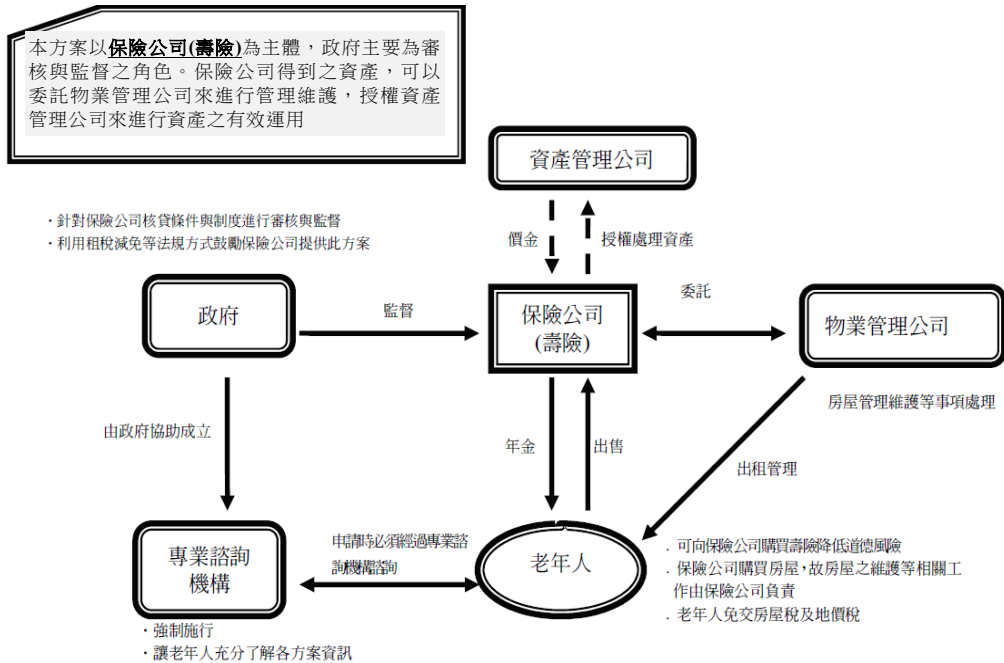 本方案以保險公司(壽險)為主體，政府主要為審
核與監督之角色。保險公司得到之資產，可以
委託物業管理公司來進行管理維護，授權資產
管理公司來進行資產之有效運用
資產管理公司
·針對保險公司核貸條件與制度進行審核與監督
·利用租稅減免等法規方式鼓勵保險公司提供此方案
價金
授權處理資產
政府
監督
保險公司
(壽險)
委託
物業管理公司
房屋管理維護等事項處理
由政府協助成立
年金
出售
出租管理
專業諮詢
機構
申請時必須經過專業諮
詢機構諮詢
老年人
. 可向保險公司購買壽險降低道德風險
. 保險公司購買房屋,故房屋之維護等相關工
作由保險公司負責
. 老年人免交房屋稅及地價稅
·強制施行
·讓老年人充分了解各方案資訊